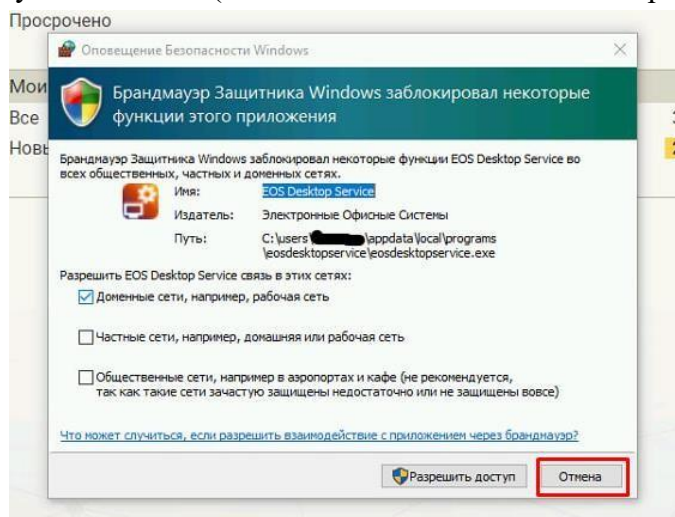 Просрочено
Оповещение Безопасности Windows
Мои
Все
Новы
Брандмауэр Защитника Windows заблокировал некоторые
функции этого приложения
Брандмауэр Защитника Windows заблокировал некоторые функции EOS Desktop Service во
всех общественных, частных и доменных сетях.
Имя: EOS Desktop Service
Издатель: Электронные Офисные Системы
Путь: C:\users\ \appdata\local\programs
\eosdesktopservice\eosdesktopservice.exe
Разрешить EOS Desktop Service связь в этих сетях:
Доменные сети, например, рабочая сеть
Частные сети, например, домашняя или рабочая сеть
Общественные сети, например в аэропортах и кафе (не рекомендуется,
так как такие сети зачастую защищены недостаточно или не защищены вовсе)
Что может случиться, если разрешить взаимодействие с приложением через брандмауэр?
Разрешить доступ
Отмена